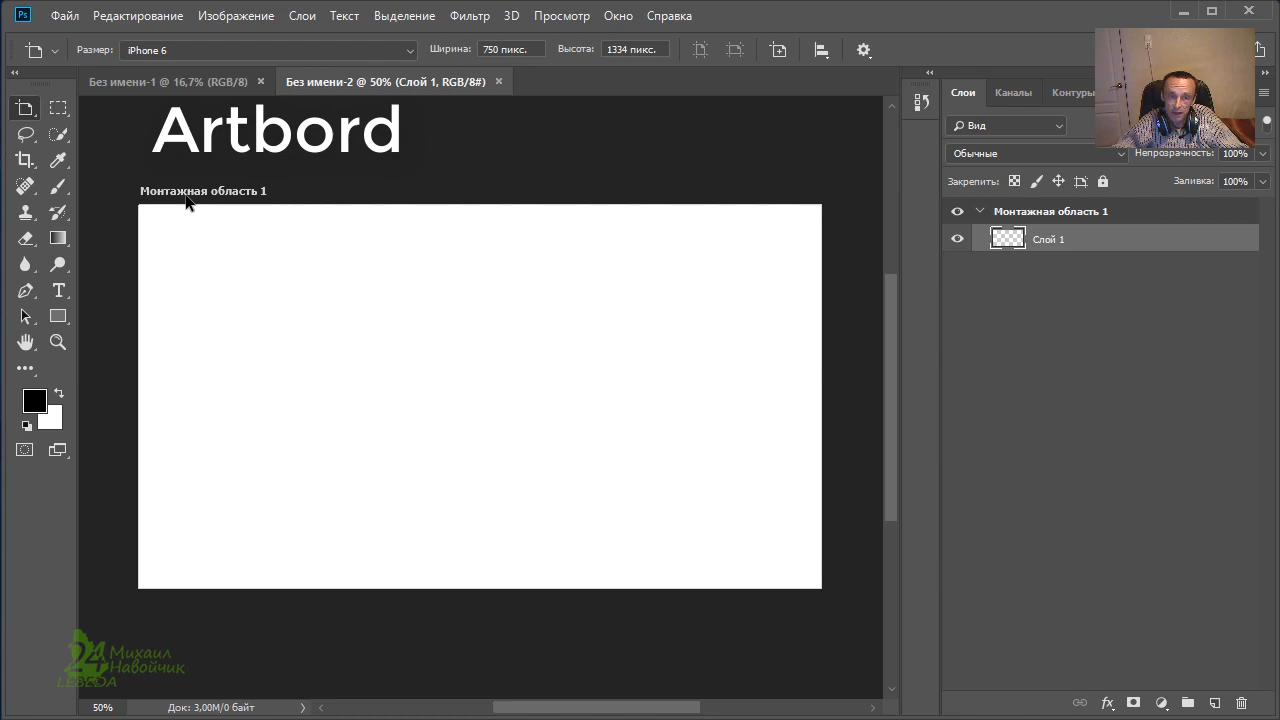 Ps Файл Редактирование Изображение Слои Текст Выделение Фильтр 3D Просмотр Окно Справка
Размер: iPhone 6 Ширина: 750 пикс. Высота: 1334 пикс.
Без имени-1 @ 16,7% (RGB/8) Без имени-2 @ 50% (Слой 1, RGB/8#)
Слои Каналы Контуры
Artbord
Вид
Обычные Непрозрачность: 100%
Закрепить: Заливка: 100%
Монтажная область 1
Монтажная область 1
Слой 1
24 Михаил
Навойчик
LEBEDA
50% Док: 3,00M/0 байт